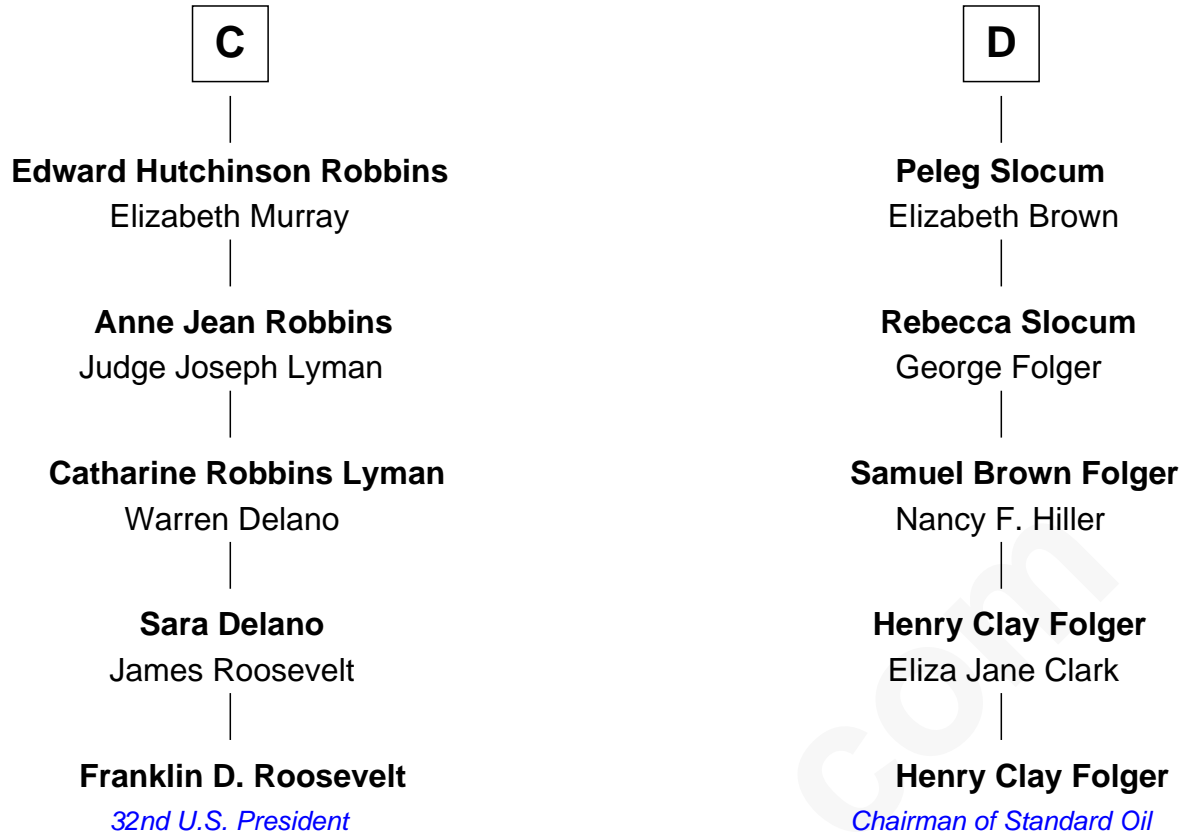 C
Edward Hutchinson Robbins
Elizabeth Murray
Anne Jean Robbins
Judge Joseph Lyman
Catharine Robbins Lyman
Warren Delano
Sara Delano
James Roosevelt
Franklin D. Roosevelt
32nd U.S. President
D
Peleg Slocum
Elizabeth Brown
Rebecca Slocum
George Folger
Samuel Brown Folger
Nancy F. Hiller
Henry Clay Folger
Eliza Jane Clark
Henry Clay Folger
Chairman of Standard Oil
com